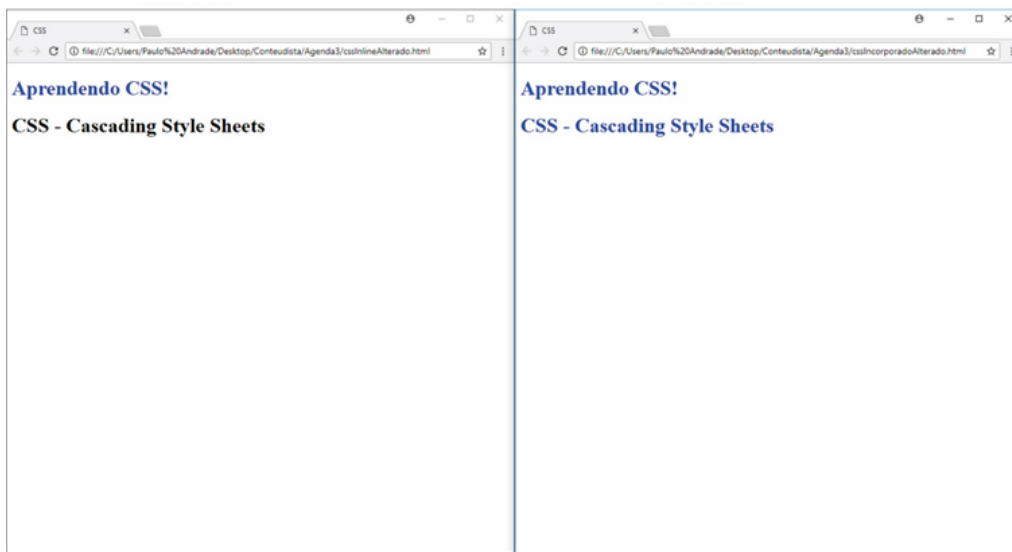 CSS
file:///C:/Users/Paulo%20Andrade/Desktop/Conteudista/Agenda3/cssInlineAlterado.html
Aprendendo CSS!
CSS - Cascading Style Sheets
CSS
file:///C:/Users/Paulo%20Andrade/Desktop/Conteudista/Agenda3/cssIncorporadoAlterado.html
Aprendendo CSS!
CSS - Cascading Style Sheets